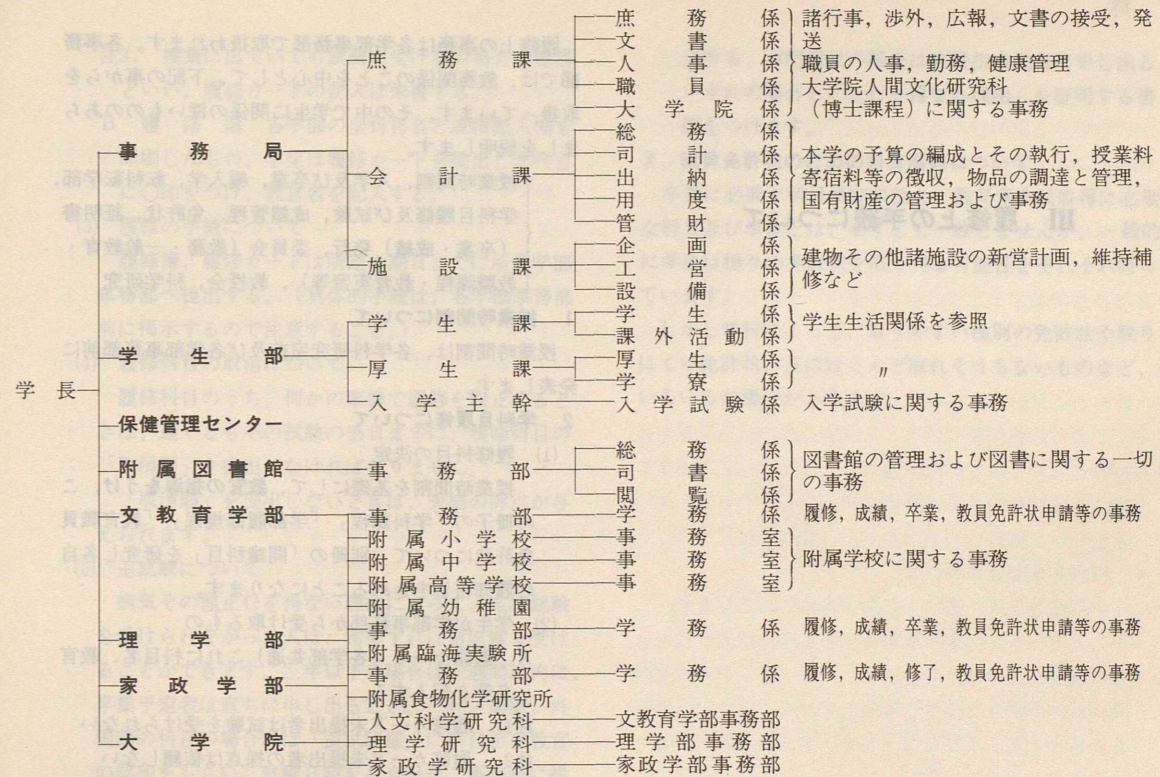 庶務係 諸行事，渉外，広報，文書の接受，発
文書係 送
庶務課 人事係 職員の人事，勤務，健康管理
職員係 大学院人間文化研究科
大学院係 （博士課程）に関する事務
総務係
事務局 司計係 本学の予算の編成とその執行，授業料
会計課 出納係 寄宿料等の徴収，物品の調達と管理，
用度係 国有財産の管理および事務
管財係
企画係 建物その他諸施設の新営計画，維持補
施設課 工営係 修など
設備係
学生課 学生係 学生生活関係を参照
課外活動係
学生部 厚生課 厚生係 〃
学寮係
学長
入学主幹 入学試験係 入学試験に関する事務
保健管理センター
総務係 図書館の管理および図書に関する一切
附属図書館 事務部 司書係 の事務
閲覧係
文教育学部 事務部 学務係 履修，成績，卒業，教員免許状申請等の事務
附属小学校 事務室
附属中学校 事務室 附属学校に関する事務
附属高等学校 事務室
附属幼稚園
理学部 事務部 学務係 履修，成績，卒業，教員免許状申請等の事務
附属臨海実験所
家政学部 事務部 学務係 履修，成績，修了，教員免許状申請等の事務
附属食物化学研究所
人文科学研究科 文教育学部事務部
大学院 理学研究科 理学部事務部
家政学研究科 家政学部事務部